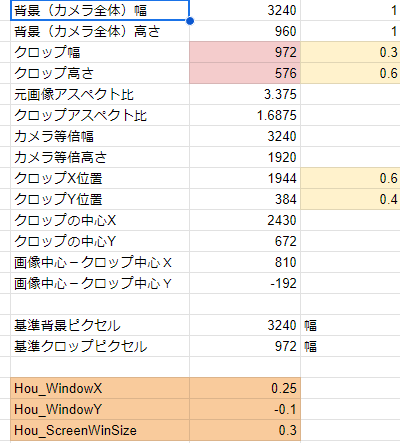 背景（カメラ全体）幅 3240 1
背景（カメラ全体）高さ 960 1
クロップ幅 972 0.3
クロップ高さ 576 0.6
元画像アスペクト比 3.375
クロップアスペクト比 1.6875
カメラ等倍幅 3240
カメラ等倍高さ 1920
クロップX位置 1944 0.6
クロップY位置 384 0.4
クロップの中心X 2430
クロップの中心Y 672
画像中心－クロップ中心Ｘ 810
画像中心－クロップ中心Ｙ -192
基準背景ピクセル 3240 幅
基準クロップピクセル 972 幅
Hou_WindowX 0.25
Hou_WindowY -0.1
Hou_ScreenWinSize 0.3